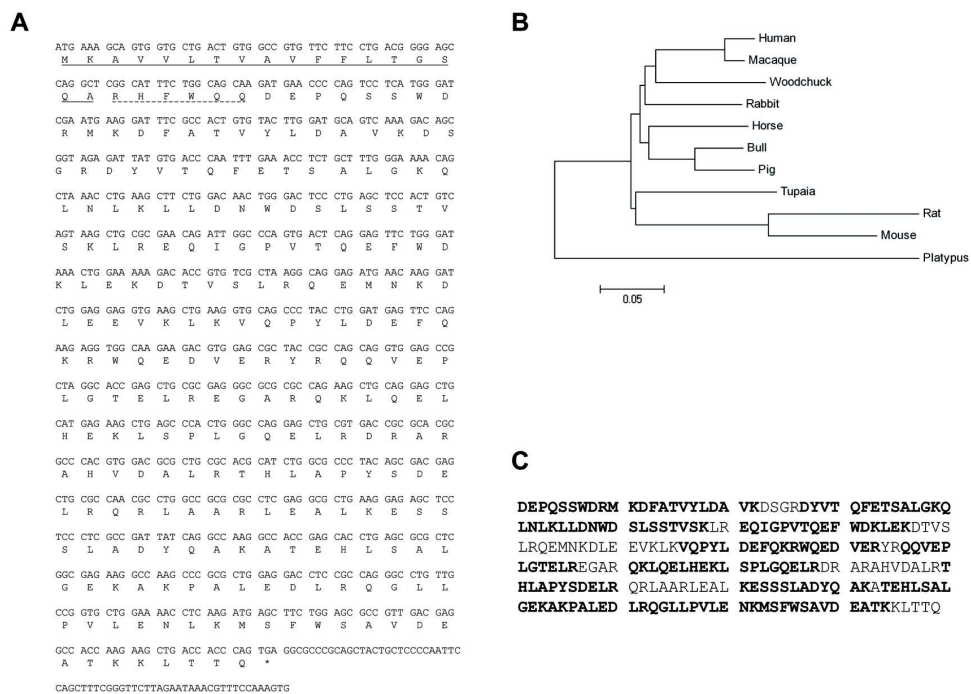 A
ATG AAA GCA GTG GTG CTG ACT GTG GCC GTG TTC TTC CTG ACG GGG AGC
M K A V V L T V A V F F L T G S
CAG GCT CGG CAT TTC TGG CAG CAA GAT GAA CCC CAG TCC TCA TGG GAT
Q A R H F W Q Q D E P Q S S W D
CGA ATG AAG GAT TTC GCC ACT GTG TAC TTG GAT GCA GTC AAA GAC AGC
R M K D F A T V Y L D A V K D S
GGT AGA GAT TAT GTG ACC CAA TTT GAA ACC TCT GCT TTG GGA AAA CAG
G R D Y V T Q F E T S A L G K Q
CTA AAC CTG AAG CTT CTG GAC AAC TGG GAC TCC CTG AGC TCC ACT GTC
L N L K L L D N W D S L S S T V
AGT AAG CTG CGC GAA CAG ATT GGC CCA GTG ACT CAG GAG TTC TGG GAT
S K L R E Q I G P V T Q E F W D
AAA CTG GAA AAA GAC ACC GTG TCG CTA AGG CAG GAG ATG AAC AAG GAT
K L E K D T V S L R Q E M N K D
CTG GAG GAG GTG AAG CTG AAG GTG CAG CCC TAC CTG GAT GAG TTC CAG
L E E V K L K V Q P Y L D E F Q
AAG AGG TGG CAA GAA GAC GTG GAG CGC TAC CGC CAG CAG GTG GAG CCG
K R W Q E D V E R Y R Q Q V E P
CTA GGC ACC GAG CTG CGC GAG GGC GCG CGC CAG AAG CTG CAG GAG CTG
L G T E L R E G A R Q K L Q E L
CAT GAG AAG CTG AGC CCA CTG GGC CAG GAG CTG CGT GAC CGC GCA CGC
H E K L S P L G Q E L R D R A R
GCC CAC GTG GAC GCG CTG CGC ACG CAT CTG GCG CCC TAC AGC GAC GAG
A H V D A L R T H L A P Y S D E
CTG CGC CAA CGC CTG GCC GCG CGC CTC GAG GCG CTG AAG GAG AGC TCC
L R Q R L A A R L E A L K E S S
TCC CTC GCC GAT TAT CAG GCC AAG GCC ACC GAG CAC CTG AGC GCG CTC
S L A D Y Q A K A T E H L S A L
GGC GAG AAG GCC AAG CCC GCG CTG GAG GAC CTC CGC CAG GGC CTG TTG
G E K A K P A L E D L R Q G L L
CCG GTG CTG GAA AAC CTC AAG ATG AGC TTC TGG AGC GCC GTT GAC GAG
P V L E N L K M S F W S A V D E
GCC ACC AAG AAG CTG ACC ACC CAG TGA GGCGCCCGCAGCTACTGCTCCCCAATTC
A T K K L T T Q *
CAGCTTTCGGGTTCTTAGAATAAACGTTTCCAAAGTG
B
Human
Macaque
Woodchuck
Rabbit
Horse
Bull
Pig
Tupaia
Rat
Mouse
Platypus
0.05
C
DEPQSSWDRM KDFATVYLDA VKDSGRDYVT QFETSALGKQ
LNLKLLDNWD SLSSTVSKLR EQIGPVTQEF WDKLEKDTVS
LRQEMNKDLE EVKLKVQPYL DEFQKRWQED VERYRQQVEP
LGTELREGAR QKLQELHEKL SPLGQELRDR ARAHVDALRT
HLAPYSDELR QRLAARLEAL KESSSLADYQ AKATEHLSAL
GEKAKPALED LRQGLLPVLE NKMSFWSAVD EATKKLTTQ